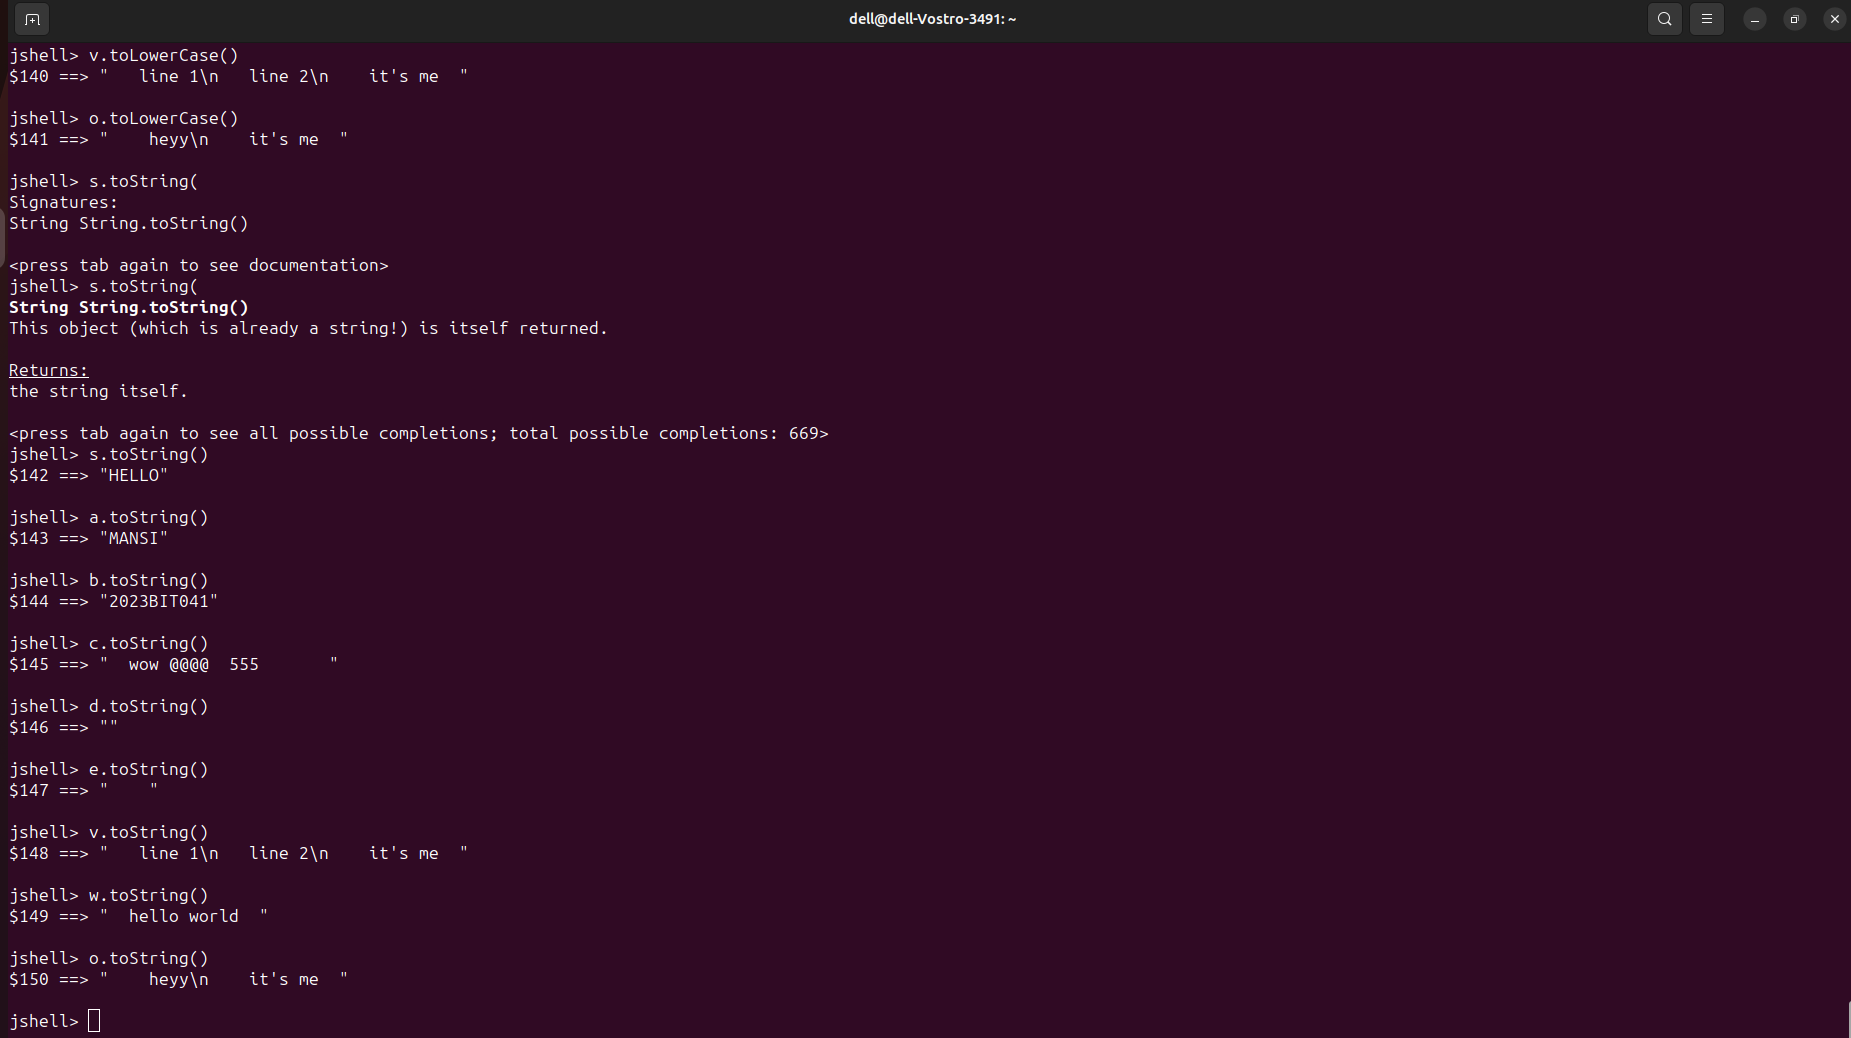 dell@dell-Vostro-3491: ~
jshell> v.toLowerCase()
$140 ==> "   line 1\n   line 2\n    it's me  "
jshell> o.toLowerCase()
$141 ==> "    heyy\n    it's me  "
jshell> s.toString(
Signatures:
String String.toString()
<press tab again to see documentation>
jshell> s.toString(
String String.toString()
This object (which is already a string!) is itself returned.
Returns:
the string itself.
<press tab again to see all possible completions; total possible completions: 669>
jshell> s.toString()
$142 ==> "HELLO"
jshell> a.toString()
$143 ==> "MANSI"
jshell> b.toString()
$144 ==> "2023BIT041"
jshell> c.toString()
$145 ==> "  wow @@@@  555       "
jshell> d.toString()
$146 ==> ""
jshell> e.toString()
$147 ==> "    "
jshell> v.toString()
$148 ==> "   line 1\n   line 2\n    it's me  "
jshell> w.toString()
$149 ==> "  hello world  "
jshell> o.toString()
$150 ==> "    heyy\n    it's me  "
jshell>